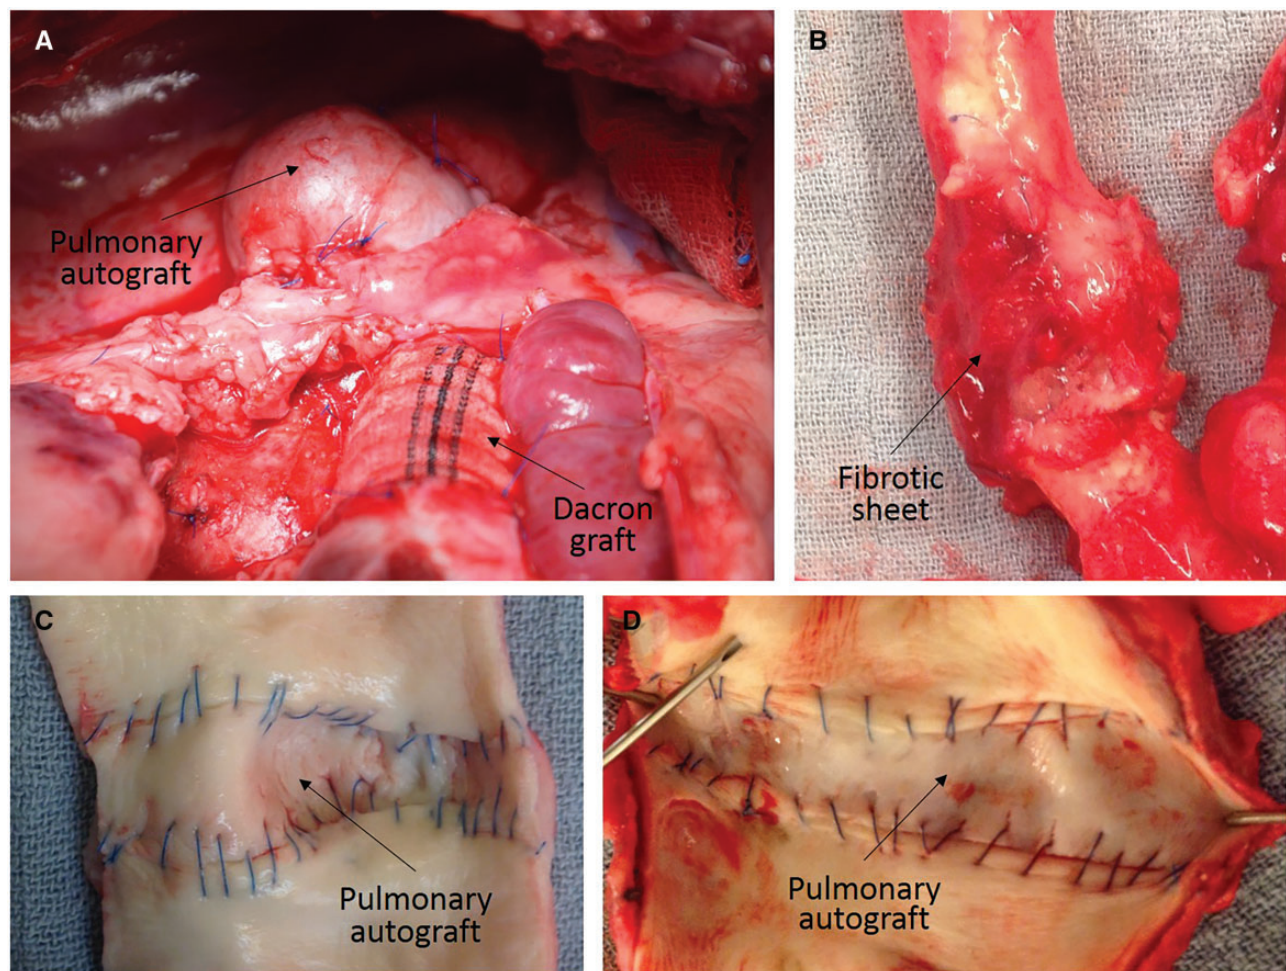 A
Pulmonary
autograft
Dacron
graft
B
Fibrotic
sheet
C
Pulmonary
autograft
D
Pulmonary
autograft